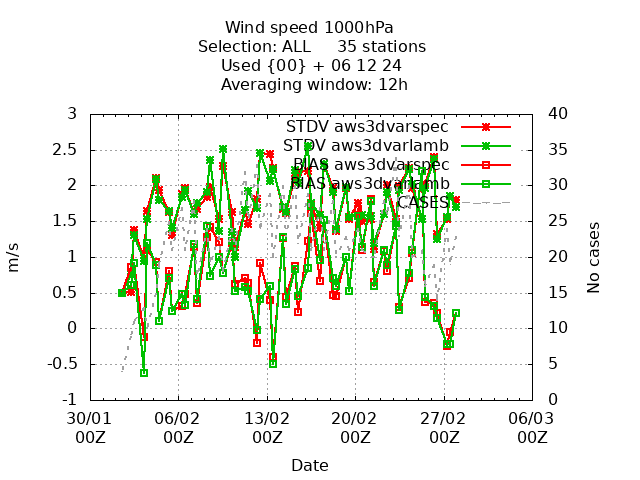 Wind speed 1000hPa
Selection: ALL 35 stations
Used {00} + 06 12 24
Averaging window: 12h
STDV aws3dvarspec
STDV aws3dvarlamb
BIAS aws3dvarspec
BIAS aws3dvarlamb
CASES
3
2.5
2
1.5
1
0.5
0
-0.5
-1
m/s
40
35
30
25
20
15
10
5
0
No cases
30/01 06/02 13/02 20/02 27/02 06/03
00Z 00Z 00Z 00Z 00Z 00Z
Date